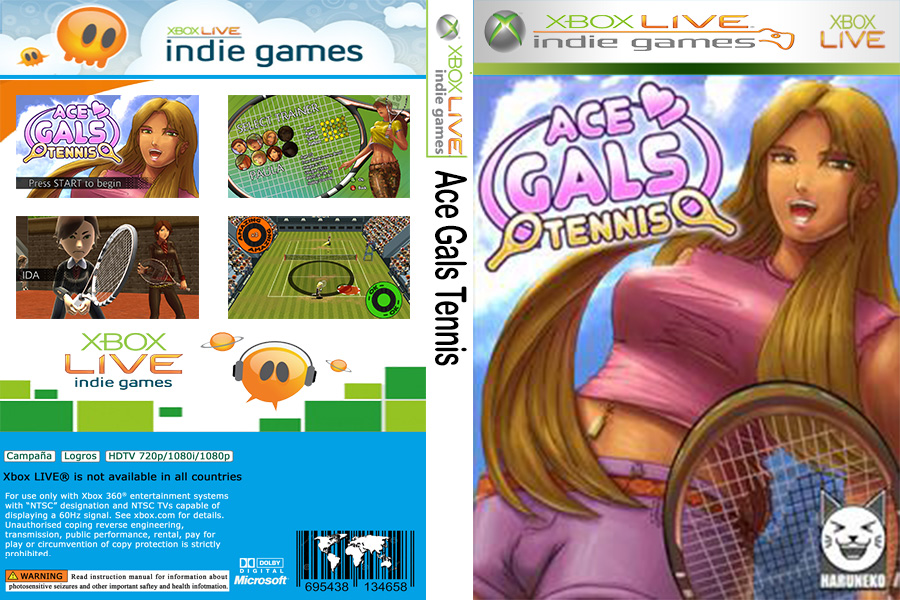 XBOX LIVE
indie games
ACE
GALS
TENNIS
Press START to begin
SELECT TRAINER
PAULA
IDA
XBOX
LIVE
indie games
Campaña Logros HDTV 720p/1080i/1080p
Xbox LIVE® is not available in all countries
For use only with Xbox 360® entertainment systems
with “NTSC” designation and NTSC TVs capable of
displaying a 60Hz signal. See xbox.com for details.
Unauthorised coping reverse engineering,
transmission, public performance, rental, pay for
play or circumvention of copy protection is strictly
prohibited.
WARNING Read instruction manual for information about
photosensitive seizures and other important saftey and health infotmation.
DOLBY
DIGITAL
Microsoft
695438 134658
XBOX LIVE
indie games
Ace Gals Tennis
XBOX LIVE
indie games
XBOX
LIVE
ACE
GALS
TENNIS
HARUNEKO